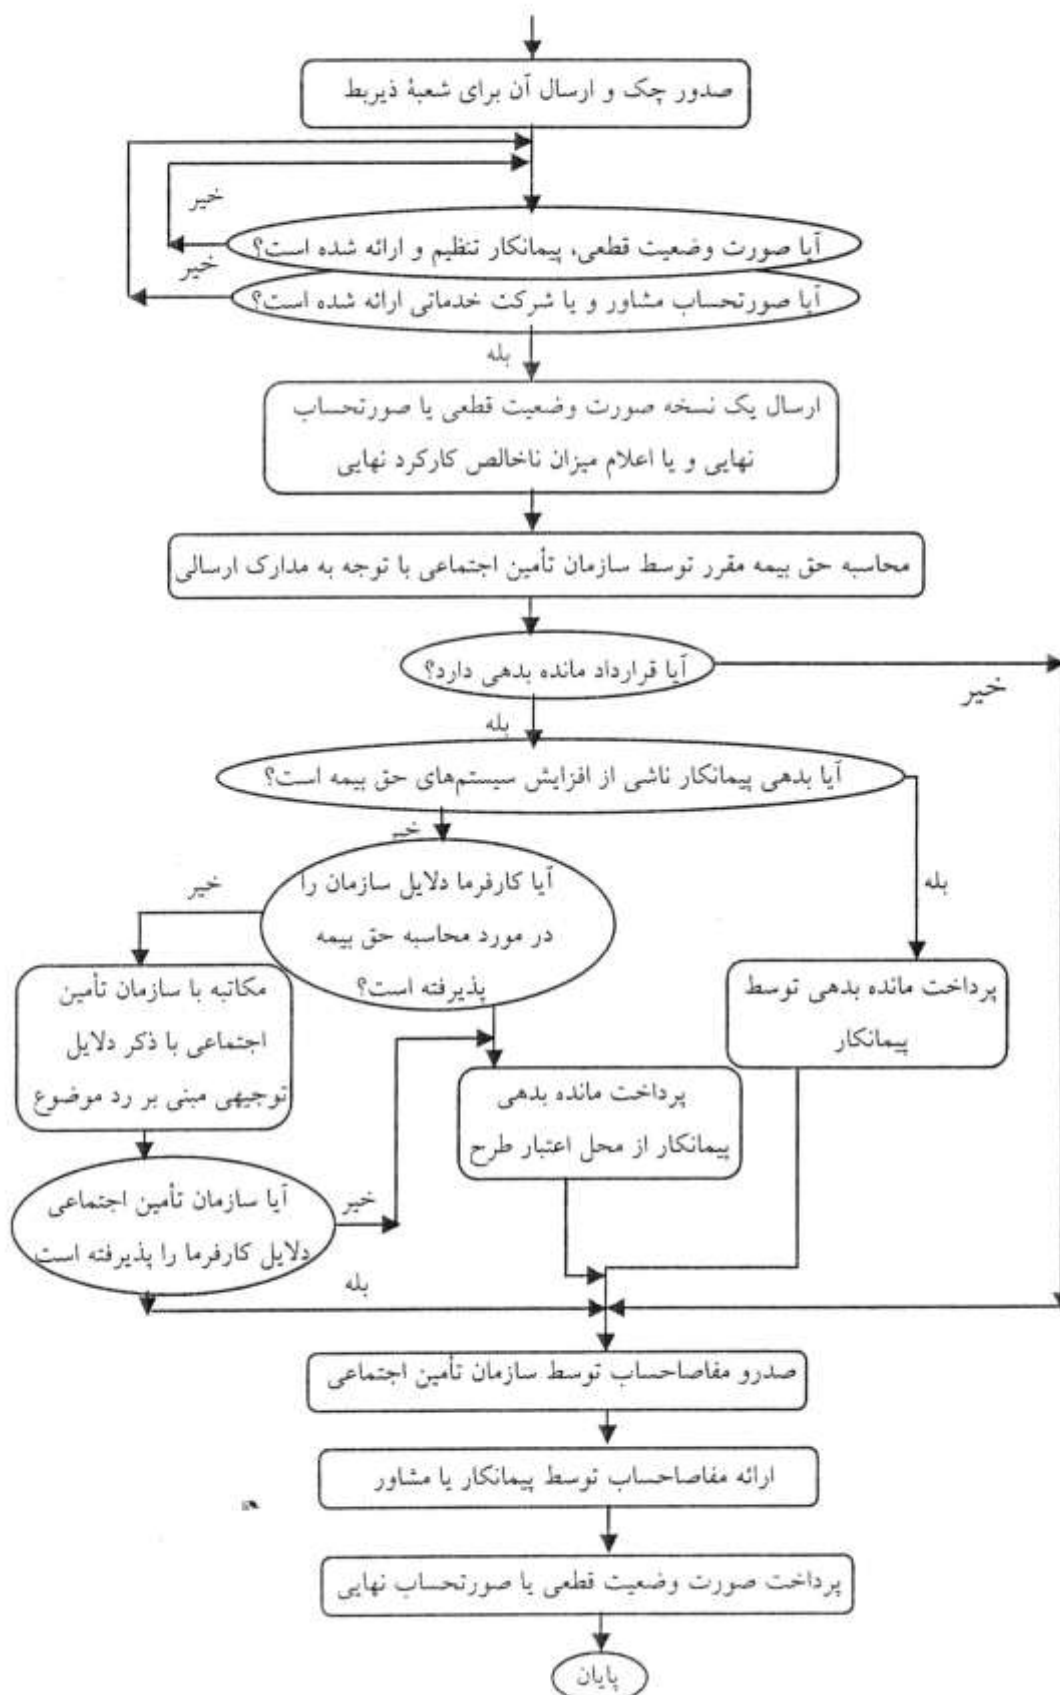 صدور چک و ارسال آن برای شعبهٔ ذیربط
خیر
آیا صورت وضعیت قطعی، پیمانکار تنظیم و ارائه شده است؟
خیر
آیا صورتحساب مشاور و یا شرکت خدماتی ارائه شده است؟
بله
ارسال یک نسخه صورت وضعیت قطعی یا صورتحساب
نهایی و یا اعلام میزان ناخالص کارکرد نهایی
محاسبه حق بیمه مقرر توسط سازمان تأمین اجتماعی با توجه به مدارک ارسالی
آیا قرارداد مانده بدهی دارد؟
خیر
بله
آیا بدهی پیمانکار ناشی از افزایش سیستم‌های حق بیمه است؟
خیر
بله
آیا کارفرما دلایل سازمان را
در مورد محاسبه حق بیمه
پذیرفته است؟
خیر
پرداخت مانده بدهی توسط
پیمانکار
مکاتبه با سازمان تأمین
اجتماعی با ذکر دلایل
توجیهی مبنی بر رد موضوع
پرداخت مانده بدهی
پیمانکار از محل اعتبار طرح
آیا سازمان تأمین اجتماعی
دلایل کارفرما را پذیرفته است
خیر
بله
صدرو مفاصاحساب توسط سازمان تأمین اجتماعی
ارائه مفاصاحساب توسط پیمانکار یا مشاور
پرداخت صورت وضعیت قطعی یا صورتحساب نهایی
پایان